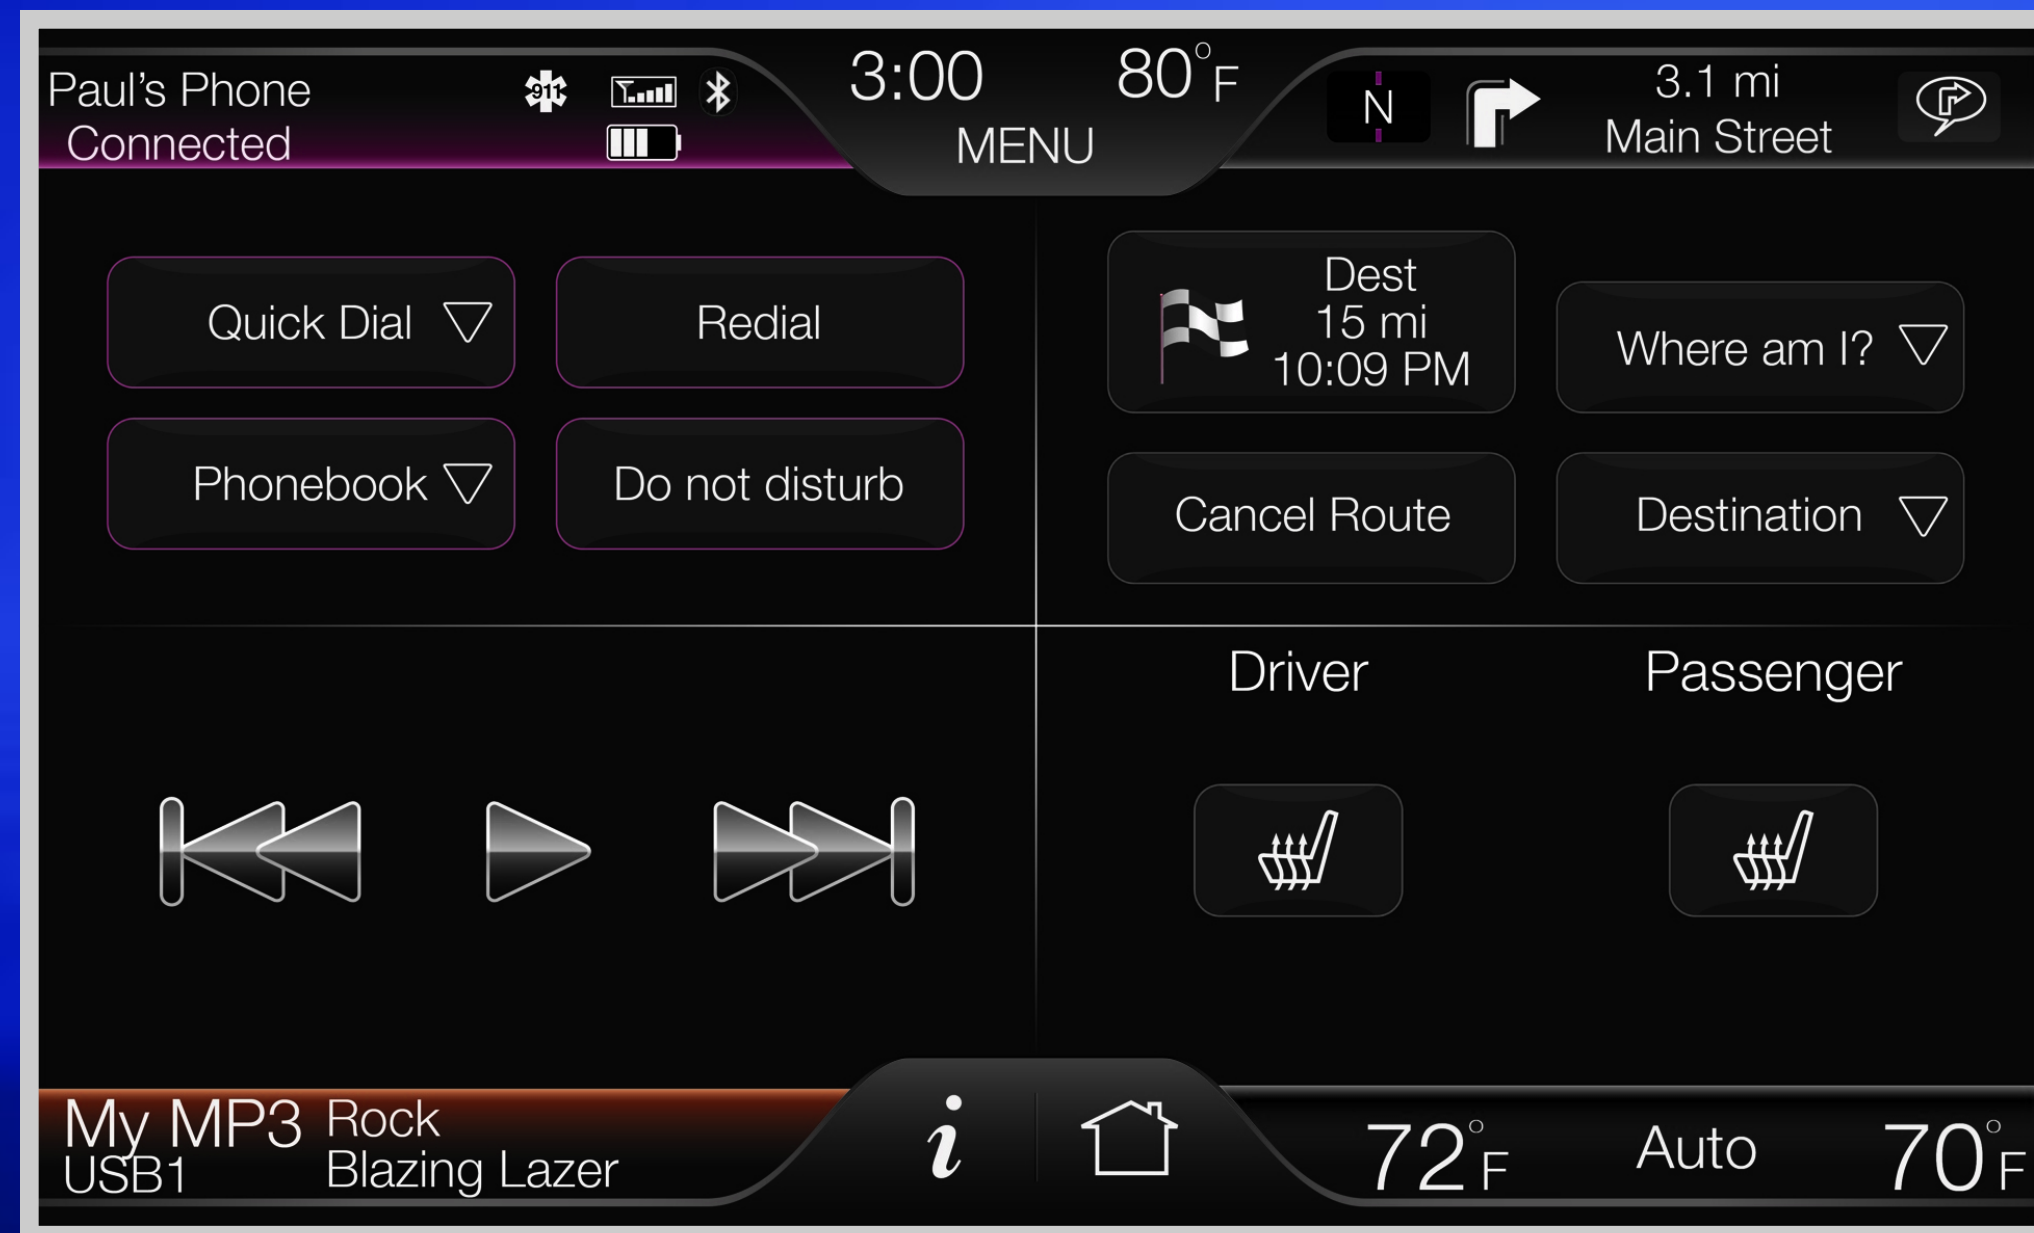 Paul's Phone
Connected
911
3:00
80°F
MENU
N
3.1 mi
Main Street
Quick Dial
Redial
Phonebook
Do not disturb
Dest
15 mi
10:09 PM
Where am I?
Cancel Route
Destination
Driver
Passenger
My MP3
USB1
Rock
Blazing Lazer
i
72°F
Auto
70°F